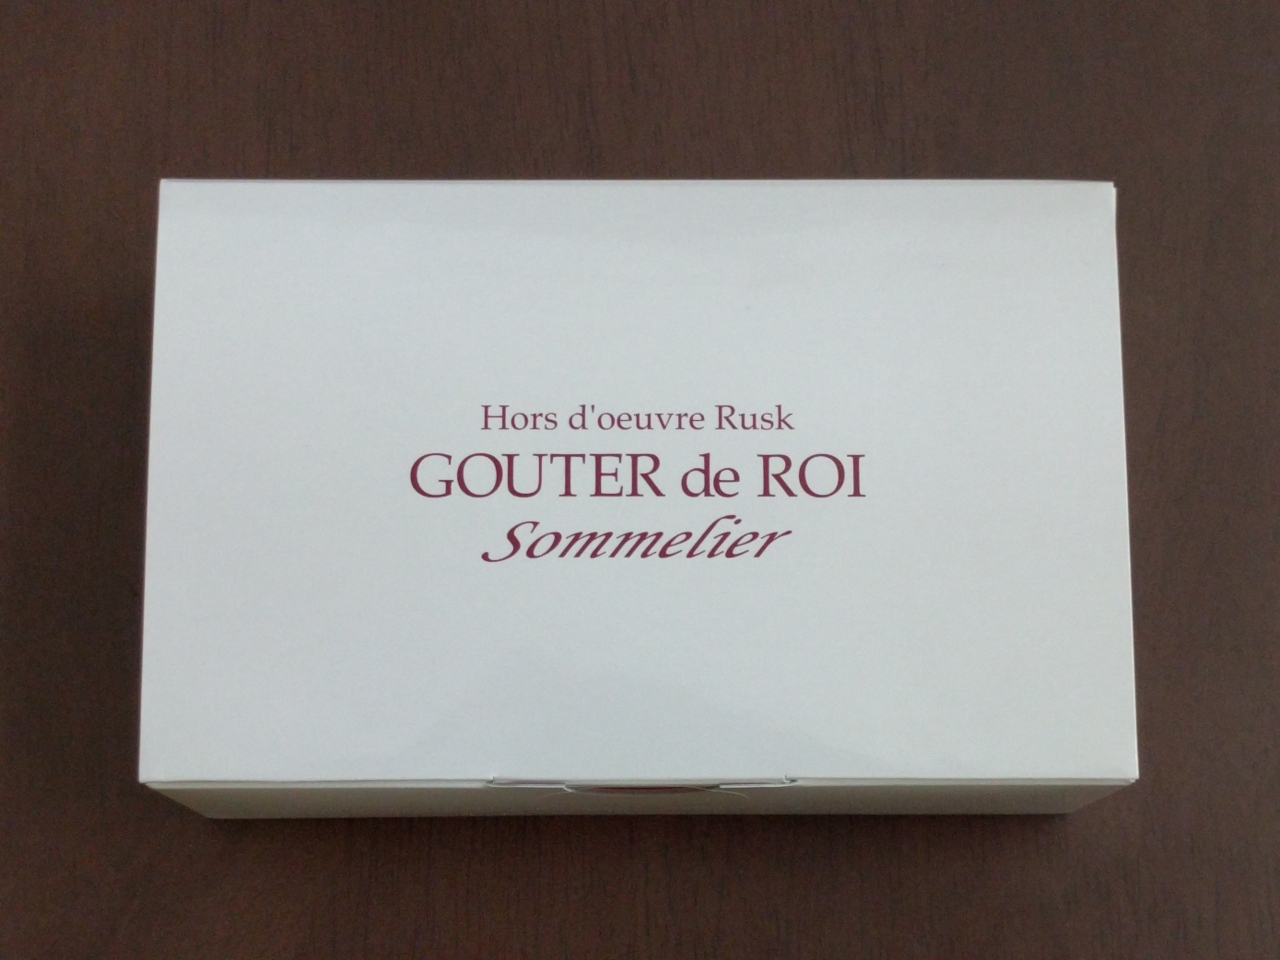 Hors d'oeuvre Rusk
GOUTER de ROI
Sommelier